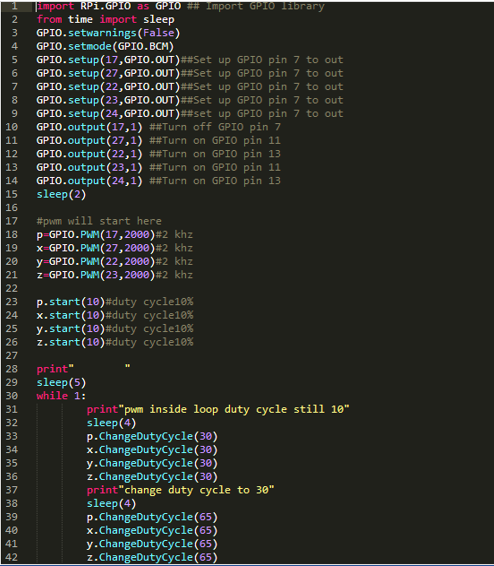 1 import RPi.GPIO as GPIO ## Import GPIO library
2 from time import sleep
3 GPIO.setwarnings(False)
4 GPIO.setmode(GPIO.BCM)
5 GPIO.setup(17,GPIO.OUT)##Set up GPIO pin 7 to out
6 GPIO.setup(27,GPIO.OUT)##set up GPIO pin 7 to out
7 GPIO.setup(22,GPIO.OUT)##set up GPIO pin 7 to out
8 GPIO.setup(23,GPIO.OUT)##set up GPIO pin 7 to out
9 GPIO.setup(24,GPIO.OUT)##set up GPIO pin 7 to out
10 GPIO.output(17,1) ##Turn off GPIO pin 7
11 GPIO.output(27,1) ##Turn on GPIO pin 11
12 GPIO.output(22,1) ##Turn on GPIO pin 13
13 GPIO.output(23,1) ##Turn on GPIO pin 11
14 GPIO.output(24,1) ##Turn on GPIO pin 13
15 sleep(2)
16
17 #pwm will start here
18 p=GPIO.PWM(17,2000)#2 khz
19 x=GPIO.PWM(27,2000)#2 khz
20 y=GPIO.PWM(22,2000)#2 khz
21 z=GPIO.PWM(23,2000)#2 khz
22
23 p.start(10)#duty cycle10%
24 x.start(10)#duty cycle10%
25 y.start(10)#duty cycle10%
26 z.start(10)#duty cycle10%
27
28 print"        "
29 sleep(5)
30 while 1:
31 print"pwm inside loop duty cycle still 10"
32 sleep(4)
33 p.ChangeDutyCycle(30)
34 x.ChangeDutyCycle(30)
35 y.ChangeDutyCycle(30)
36 z.ChangeDutyCycle(30)
37 print"change duty cycle to 30"
38 sleep(4)
39 p.ChangeDutyCycle(65)
40 x.ChangeDutyCycle(65)
41 y.ChangeDutyCycle(65)
42 z.ChangeDutyCycle(65)